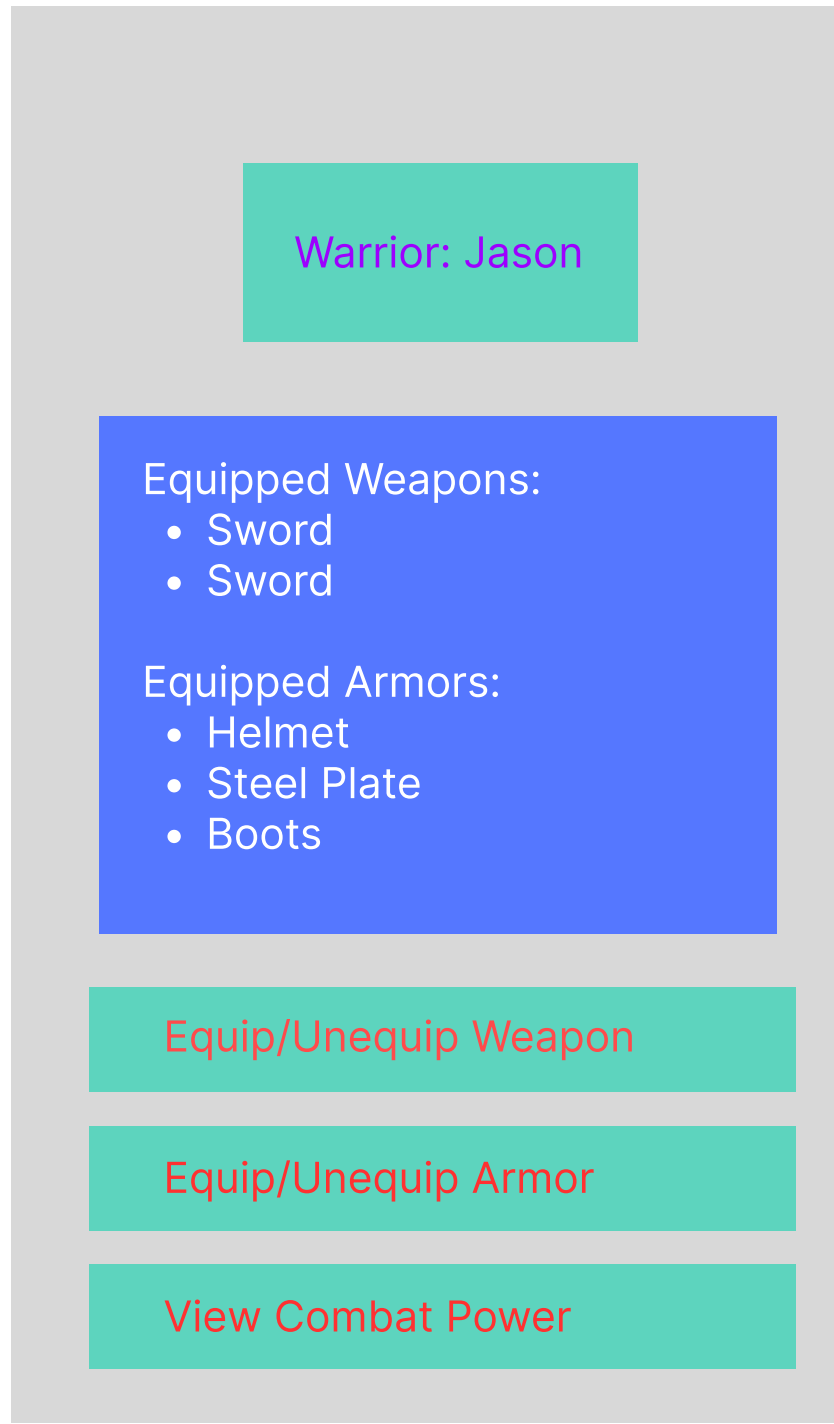 Warrior: Jason
Equipped Weapons:
• Sword
• Sword
Equipped Armors:
• Helmet
• Steel Plate
• Boots
Equip/Unequip Weapon
Equip/Unequip Armor
View Combat Power